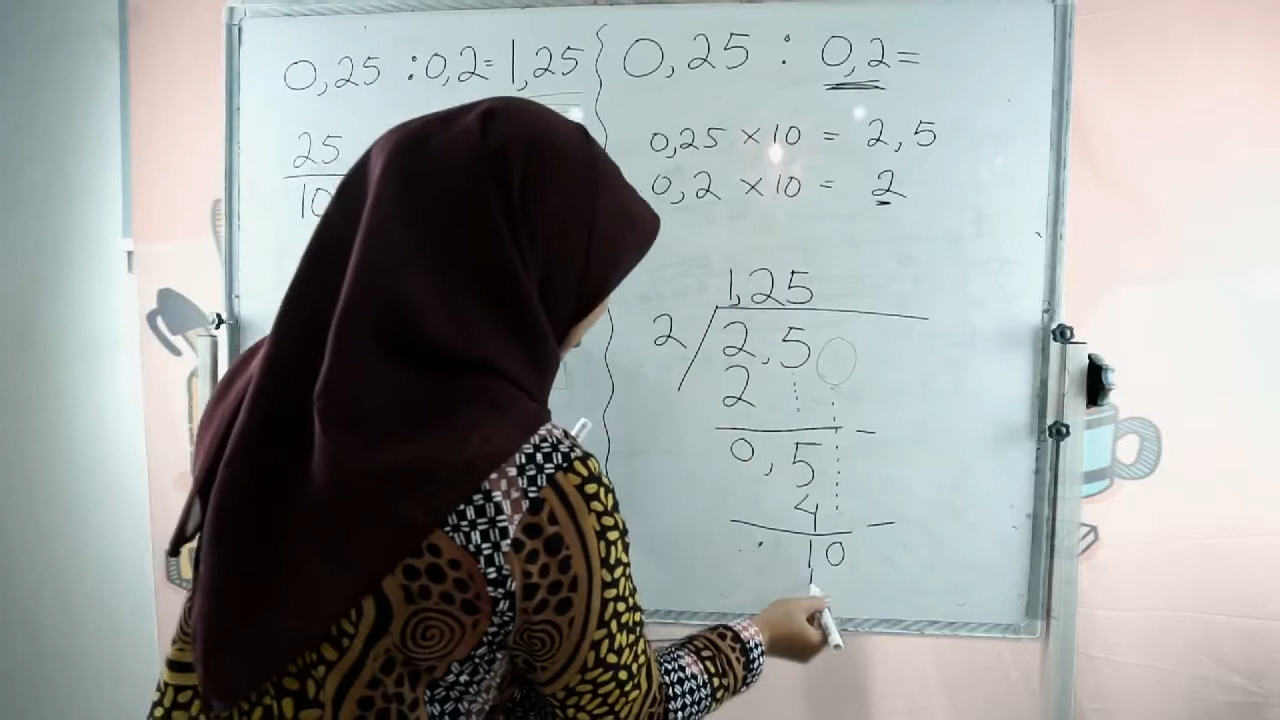 0,25 : 0,2 = 1,25
25
10
0,25 : 0,2 =
0,25 × 10 = 2,5
0,2 × 10 = 2
1,25
2 / 2,50
2
0,5
4
10
1